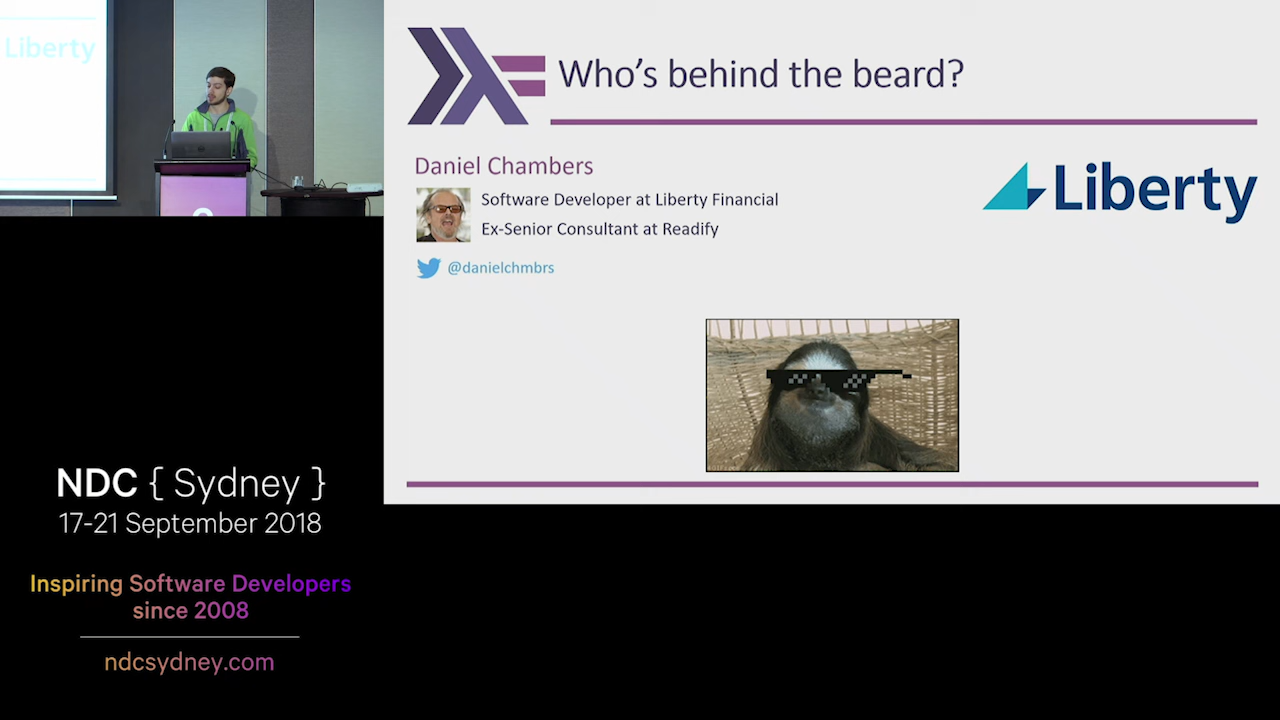 Liberty
Who's behind the beard?
Daniel Chambers
Software Developer at Liberty Financial
Ex-Senior Consultant at Readify
@danielchmbrs
Liberty
NDC { Sydney }
17-21 September 2018
Inspiring Software Developers
since 2008
ndcsydney.com